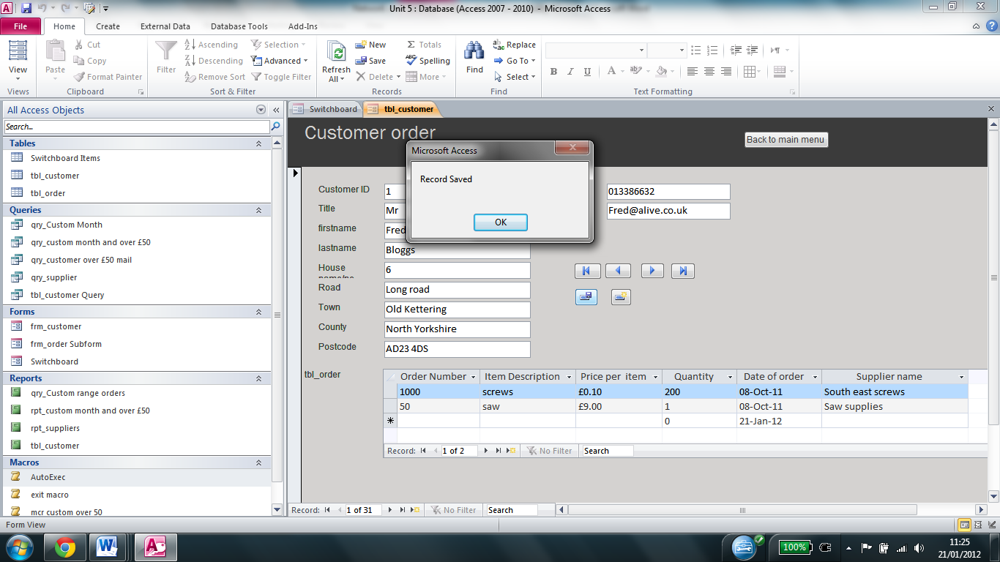 Unit 5 : Database (Access 2007 - 2010) - Microsoft Access
File Home Create External Data Database Tools Add-Ins
View
Views
Paste
Cut
Copy
Format Painter
Clipboard
Filter
Ascending
Descending
Remove Sort
Selection
Advanced
Toggle Filter
Sort & Filter
Refresh
All
New
Save
Delete
Totals
Spelling
More
Records
Find
Replace
Go To
Select
Find
B I U A ab
Text Formatting
All Access Objects
Search...
Tables
Switchboard Items
tbl_customer
tbl_order
Queries
qry_Custom Month
qry_custom month and over £50
qry_customer over £50 mail
qry_supplier
tbl_customer Query
Forms
frm_customer
frm_order Subform
Switchboard
Reports
qry_Custom range orders
rpt_custom month and over £50
rpt_suppliers
tbl_customer
Macros
AutoExec
exit macro
mcr custom over 50
Switchboard tbl_customer
Customer order
Back to main menu
Microsoft Access
Record Saved
OK
Customer ID 1 013386632
Title Mr Fred@alive.co.uk
firstname Fred
lastname Bloggs
House 6
name/no
Road Long road
Town Old Kettering
County North Yorkshire
Postcode AD23 4DS
tbl_order
Order Number Item Description Price per item Quantity Date of order Supplier name
1000 screws £0.10 200 08-Oct-11 South east screws
50 saw £9.00 1 08-Oct-11 Saw supplies
0 21-Jan-12
Record: 1 of 2 No Filter Search
Record: 1 of 31 No Filter Search
Form View
100%
11:25
21/01/2012